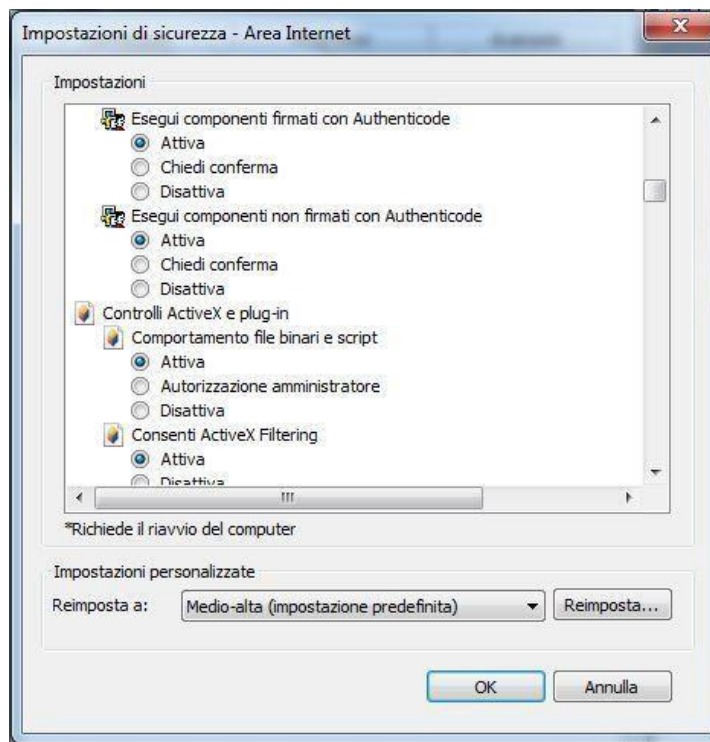 Impostazioni di sicurezza - Area Internet
Impostazioni
Esegui componenti firmati con Authenticode
Attiva
Chiedi conferma
Disattiva
Esegui componenti non firmati con Authenticode
Attiva
Chiedi conferma
Disattiva
Controlli ActiveX e plug-in
Comportamento file binari e script
Attiva
Autorizzazione amministratore
Disattiva
Consenti ActiveX Filtering
Attiva
Disattiva
*Richiede il riavvio del computer
Impostazioni personalizzate
Reimposta a: Medio-alta (impostazione predefinita) Reimposta...
OK Annulla